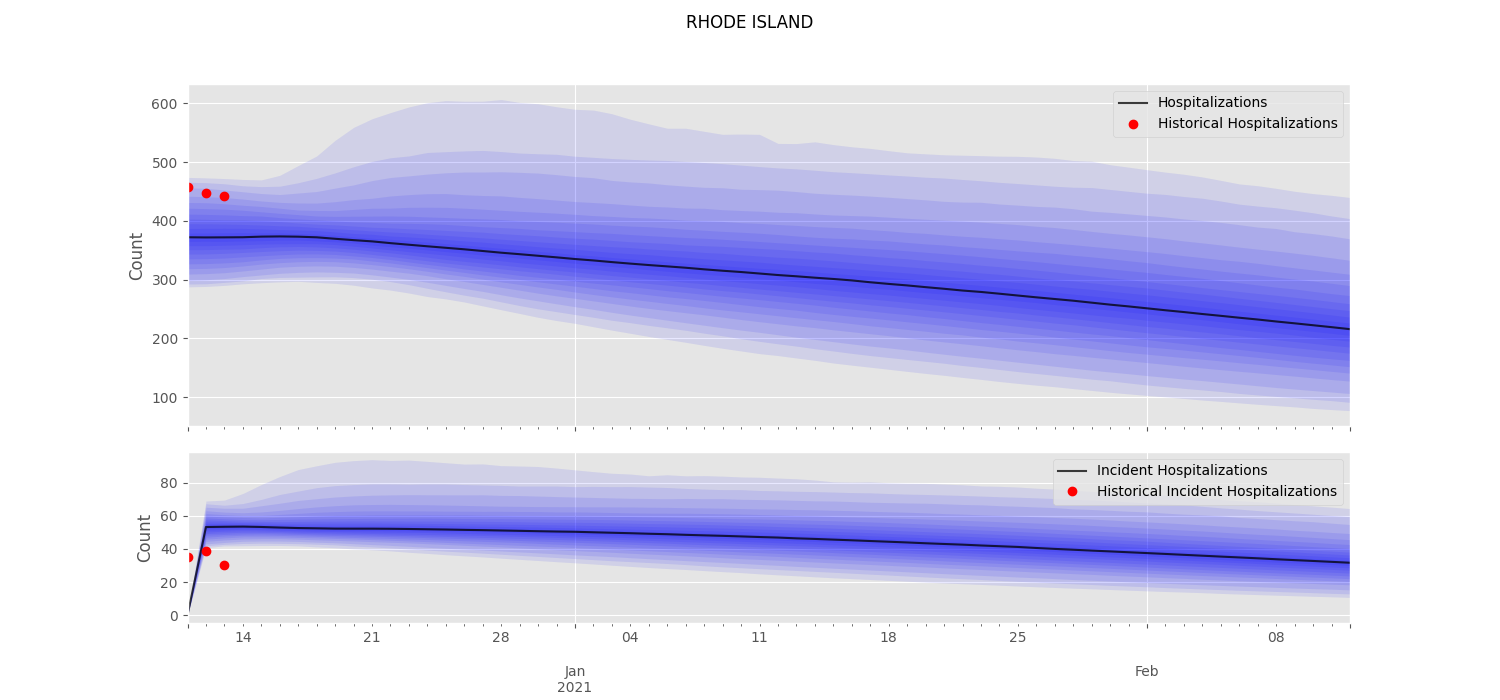 RHODE ISLAND
Hospitalizations
Historical Hospitalizations
Count
600
500
400
300
200
100
Incident Hospitalizations
Historical Incident Hospitalizations
Count
80
60
40
20
0
14 21 28 04 11 18 25 08
Jan Feb
2021